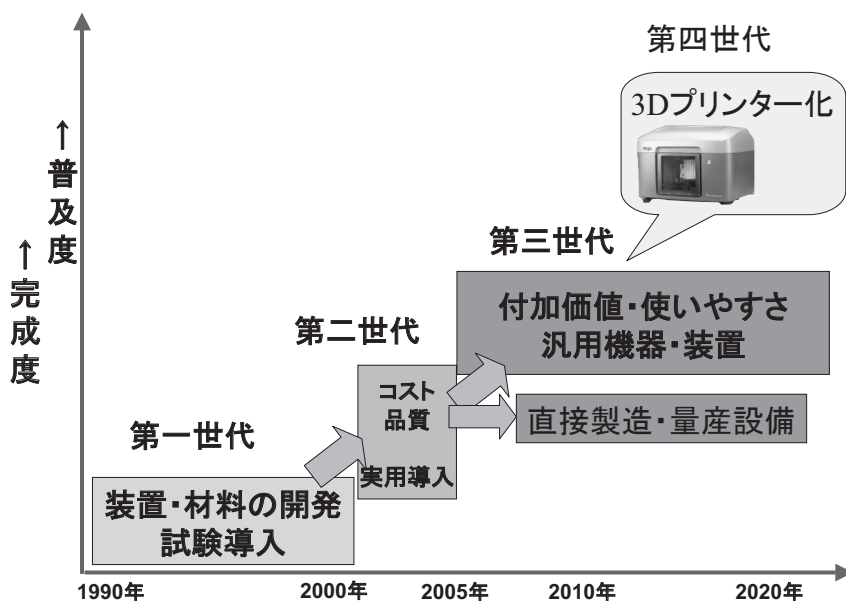 第四世代
3Dプリンター化
↑普及度
↑完成度
第三世代
付加価値・使いやすさ
汎用機器・装置
第二世代
コスト
品質
実用導入
直接製造・量産設備
第一世代
装置・材料の開発
試験導入
1990年
2000年
2005年
2010年
2020年